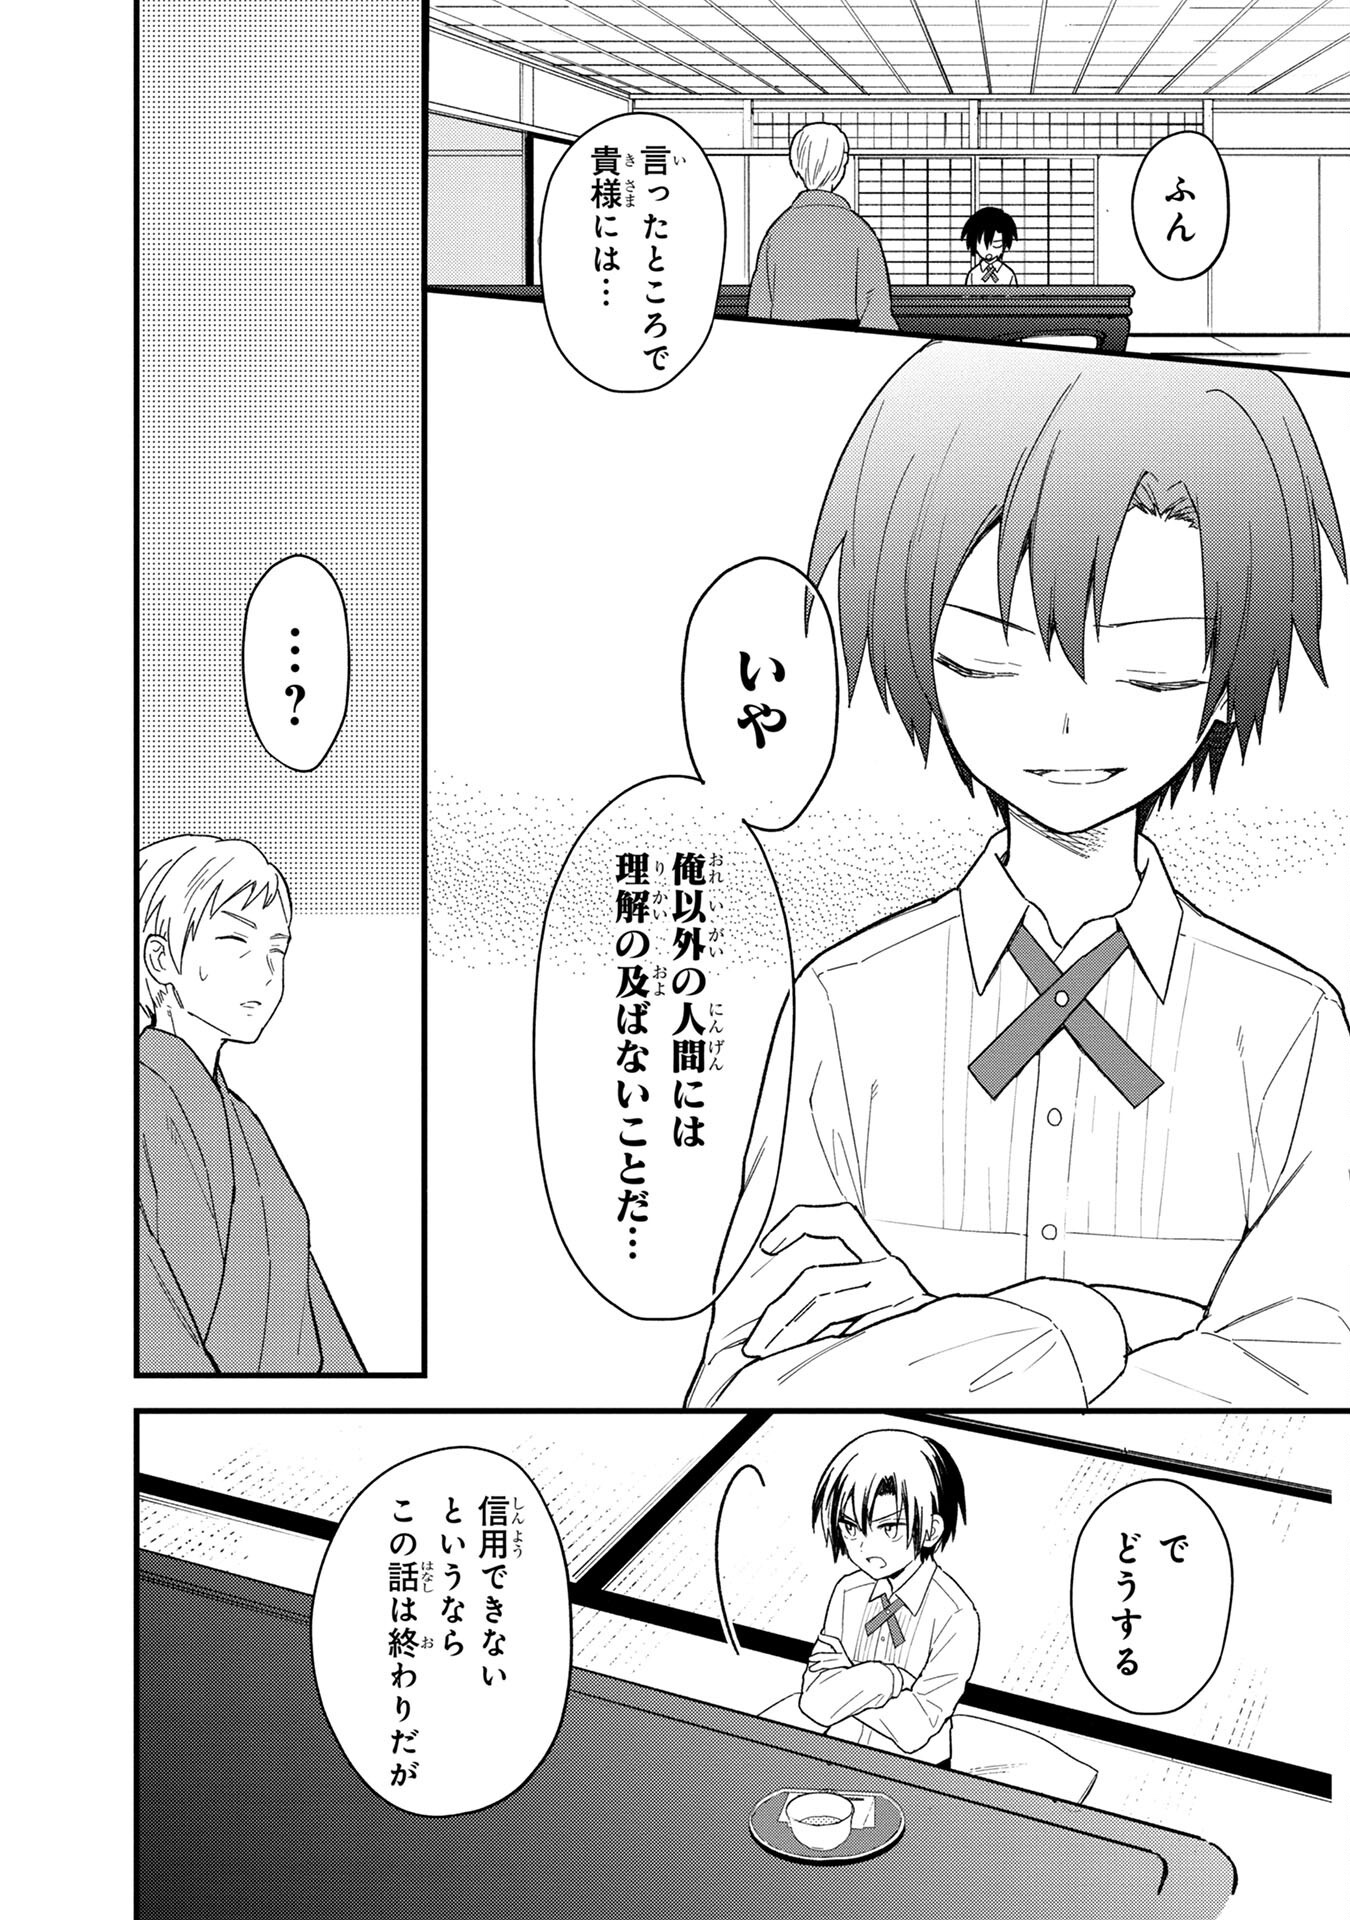 ふん
言ったところで
貴様には…
いや
俺以外の人間には
理解の及ばないことだ…
…?
で
どうする
信用できない
というなら
この話は終わりだが